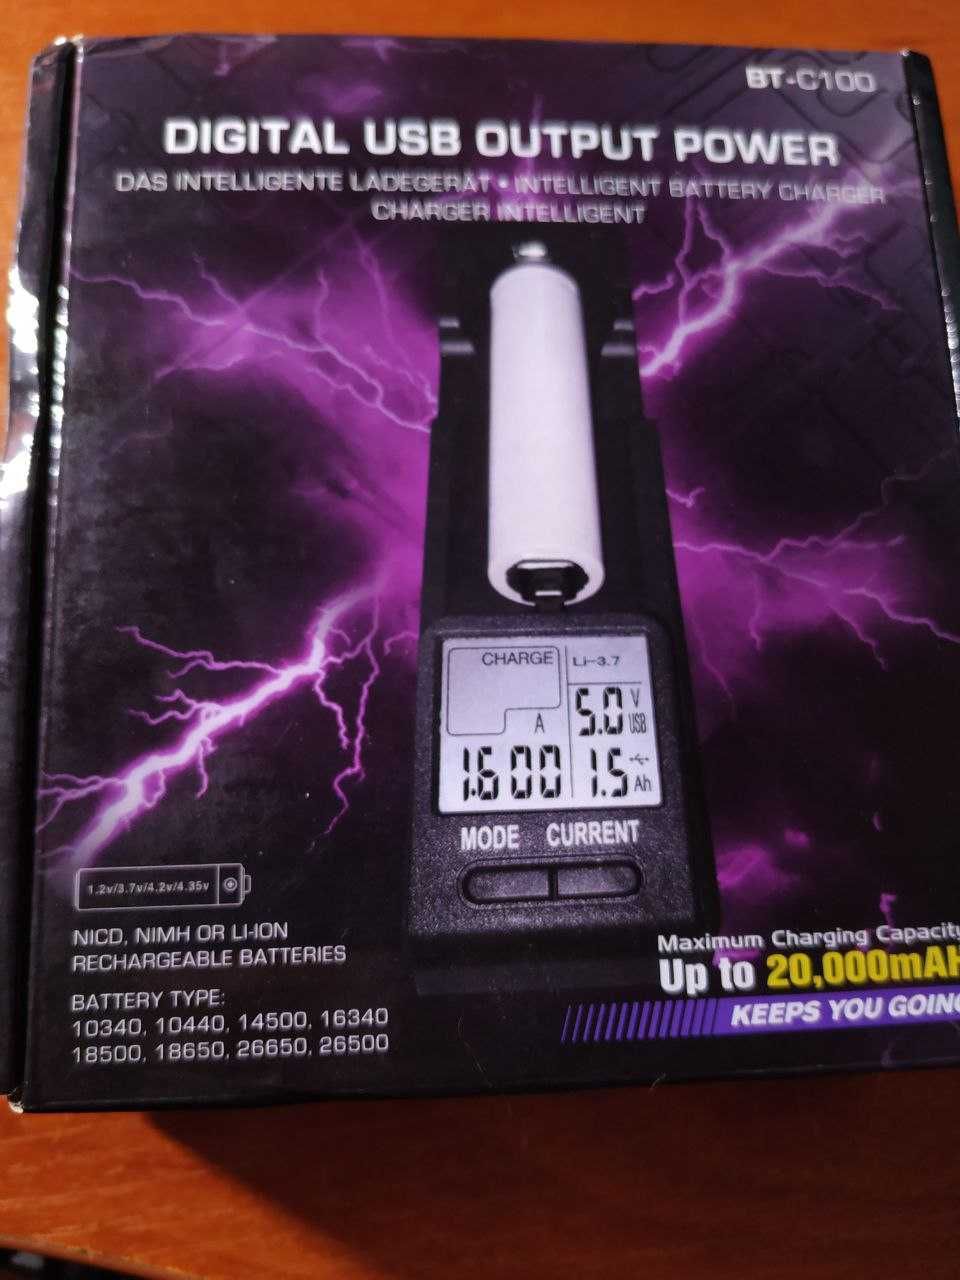 BT-C100
DIGITAL USB OUTPUT POWER
DAS INTELLIGENTE LADEGERÄT • INTELLIGENT BATTERY CHARGER
CHARGER INTELLIGENT
CHARGE
Li-3.7
5.0 V
USB
A
1.600
1.5 Ah
MODE CURRENT
1.2v/3.7v/4.2v/4.35v
NICD, NIMH OR LI-ION
RECHARGEABLE BATTERIES
BATTERY TYPE:
10340, 10440, 14500, 16340
18500, 18650, 26650, 26500
Maximum Charging Capacity
Up to 20,000mAH
KEEPS YOU GOING